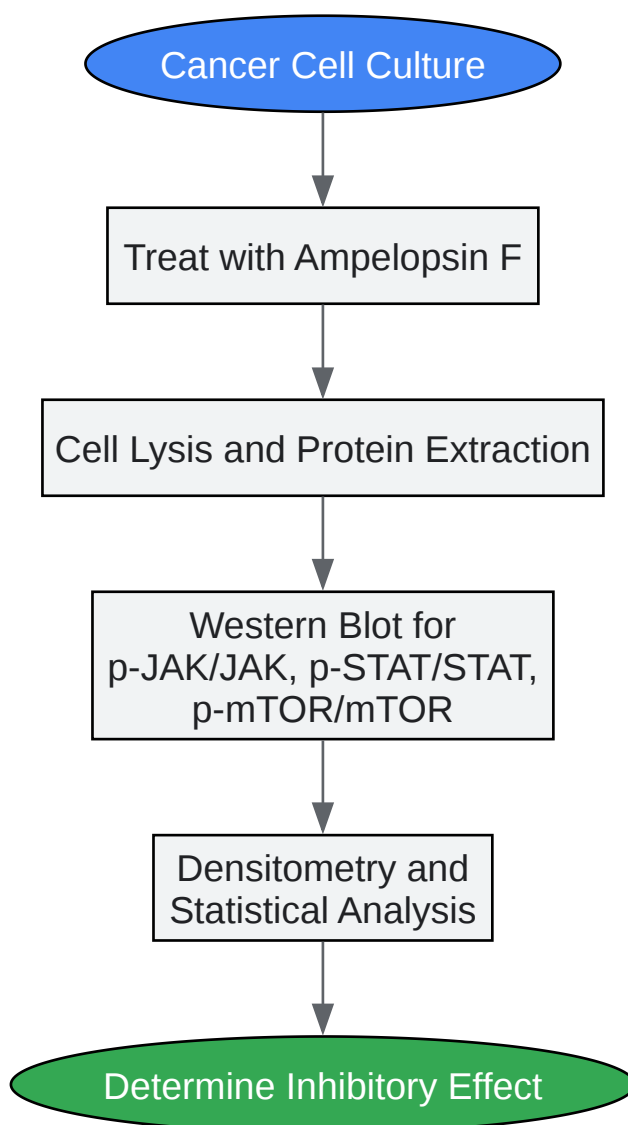 Cancer Cell Culture
Treat with Ampelopsin F
Cell Lysis and Protein Extraction
Western Blot for
p-JAK/JAK, p-STAT/STAT,
p-mTOR/mTOR
Densitometry and
Statistical Analysis
Determine Inhibitory Effect